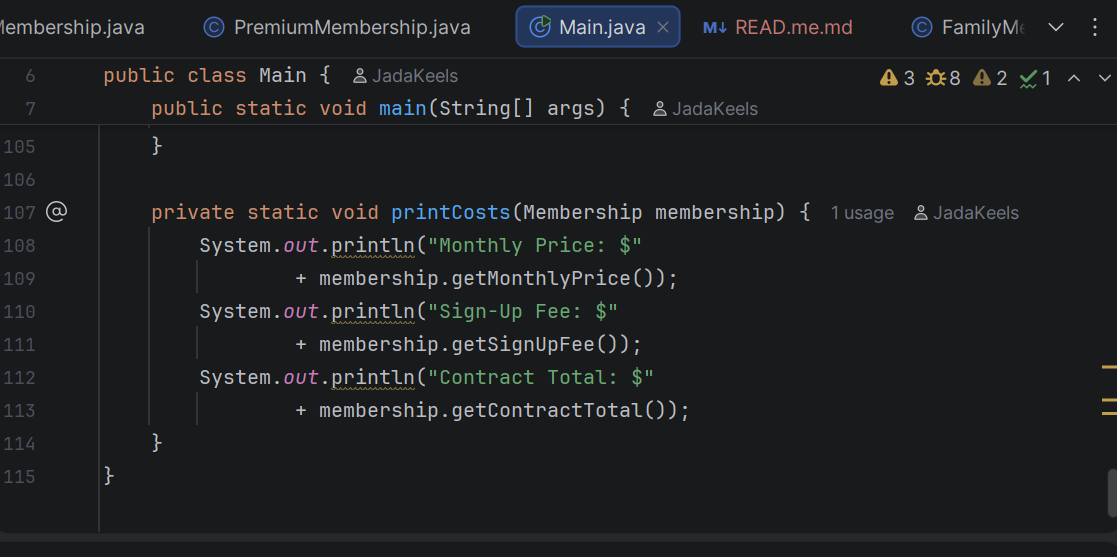 Membership.java PremiumMembership.java Main.java × M↓ READ.me.md FamilyMe
6 public class Main { JadaKeels 3 8 2 1
7 public static void main(String[] args) { JadaKeels
105 }
106
107 @ private static void printCosts(Membership membership) { 1 usage JadaKeels
108 System.out.println("Monthly Price: $"
109 + membership.getMonthlyPrice());
110 System.out.println("Sign-Up Fee: $"
111 + membership.getSignUpFee());
112 System.out.println("Contract Total: $"
113 + membership.getContractTotal());
114 }
115 }